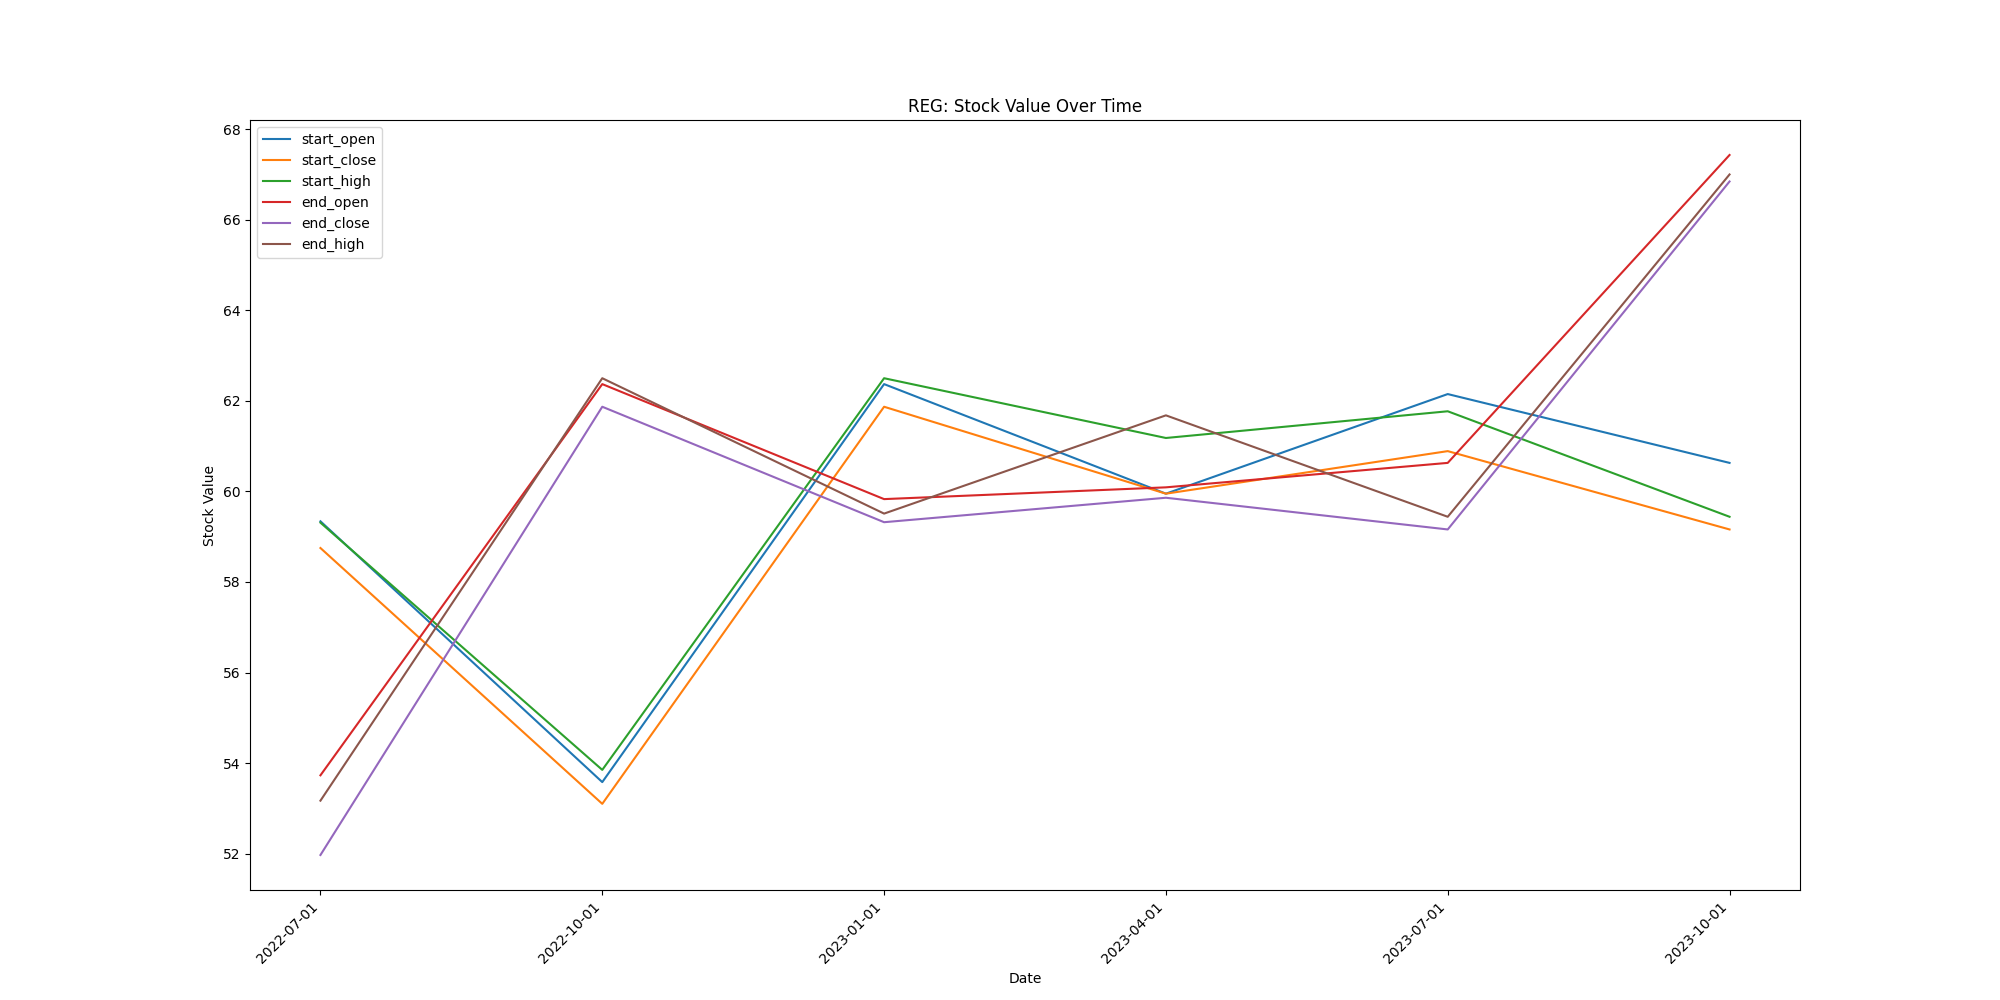 REG: Stock Value Over Time
68
66
64
62
60
58
56
54
52
Stock Value
start_open
start_close
start_high
end_open
end_close
end_high
2022-07-01
2022-10-01
2023-01-01
2023-04-01
2023-07-01
2023-10-01
Date